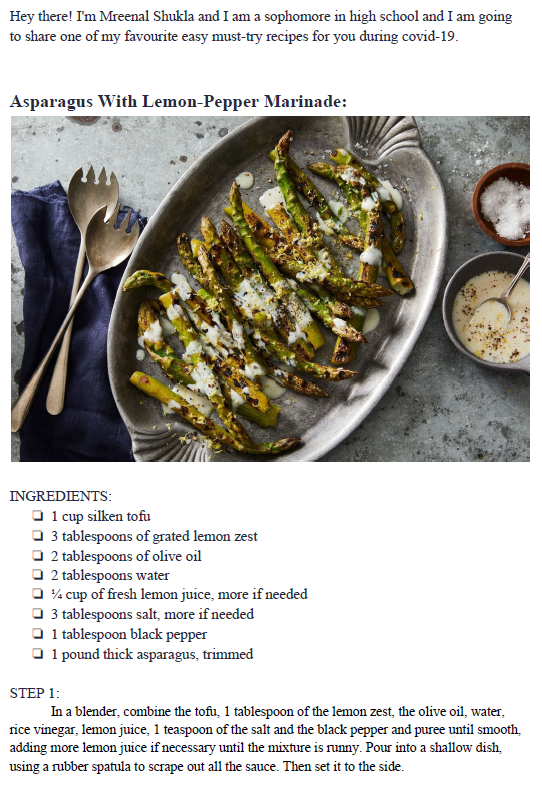 Hey there! I'm Mreenal Shukla and I am a sophomore in high school and I am going
to share one of my favourite easy must-try recipes for you during covid-19.
Asparagus With Lemon-Pepper Marinade:
INGREDIENTS:
❏ 1 cup silken tofu
❏ 3 tablespoons of grated lemon zest
❏ 2 tablespoons of olive oil
❏ 2 tablespoons water
❏ ¼ cup of fresh lemon juice, more if needed
❏ 3 tablespoons salt, more if needed
❏ 1 tablespoon black pepper
❏ 1 pound thick asparagus, trimmed
STEP 1:
In a blender, combine the tofu, 1 tablespoon of the lemon zest, the olive oil, water,
rice vinegar, lemon juice, 1 teaspoon of the salt and the black pepper and puree until smooth,
adding more lemon juice if necessary until the mixture is runny. Pour into a shallow dish,
using a rubber spatula to scrape out all the sauce. Then set it to the side.